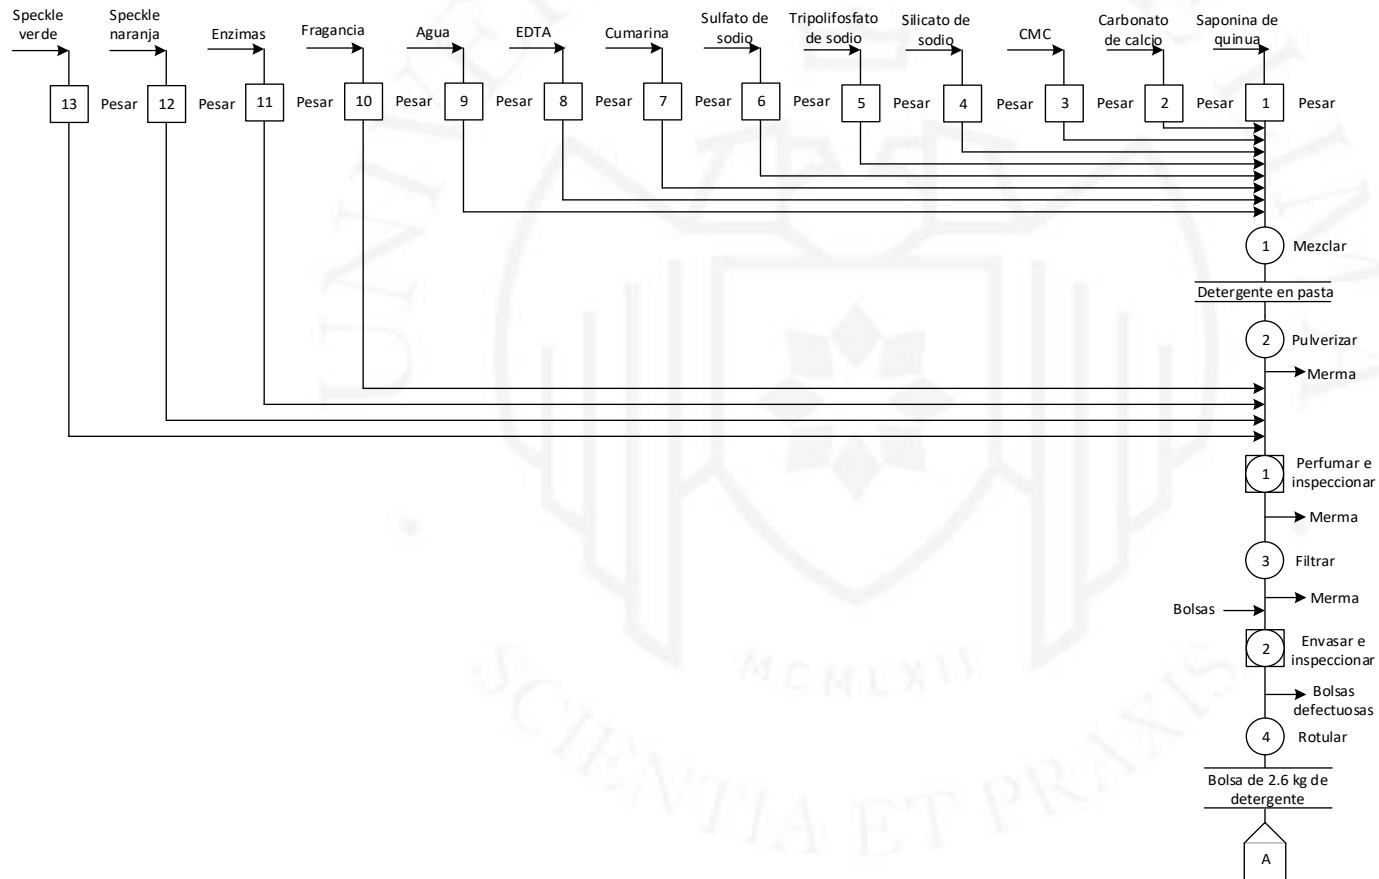 Speckle
verde
Speckle
naranja
Enzimas
Fragancia
Agua
EDTA
Cumarina
Sulfato de
sodio
Tripolifosfato
de sodio
Silicato de
sodio
CMC
Carbonato
de calcio
Saponina de
quinua
13 Pesar 12 Pesar 11 Pesar 10 Pesar 9 Pesar 8 Pesar 7 Pesar 6 Pesar 5 Pesar 4 Pesar 3 Pesar 2 Pesar 1 Pesar
1 Mezclar
Detergente en pasta
2 Pulverizar
Merma
1 Perfumar e
inspeccionar
Merma
3 Filtrar
Merma
Bolsas
2 Envasar e
inspeccionar
Bolsas
defectuosas
4 Rotular
Bolsa de 2.6 kg de
detergente
A
MCMLXII
SCIENTIA ET PRAXIS